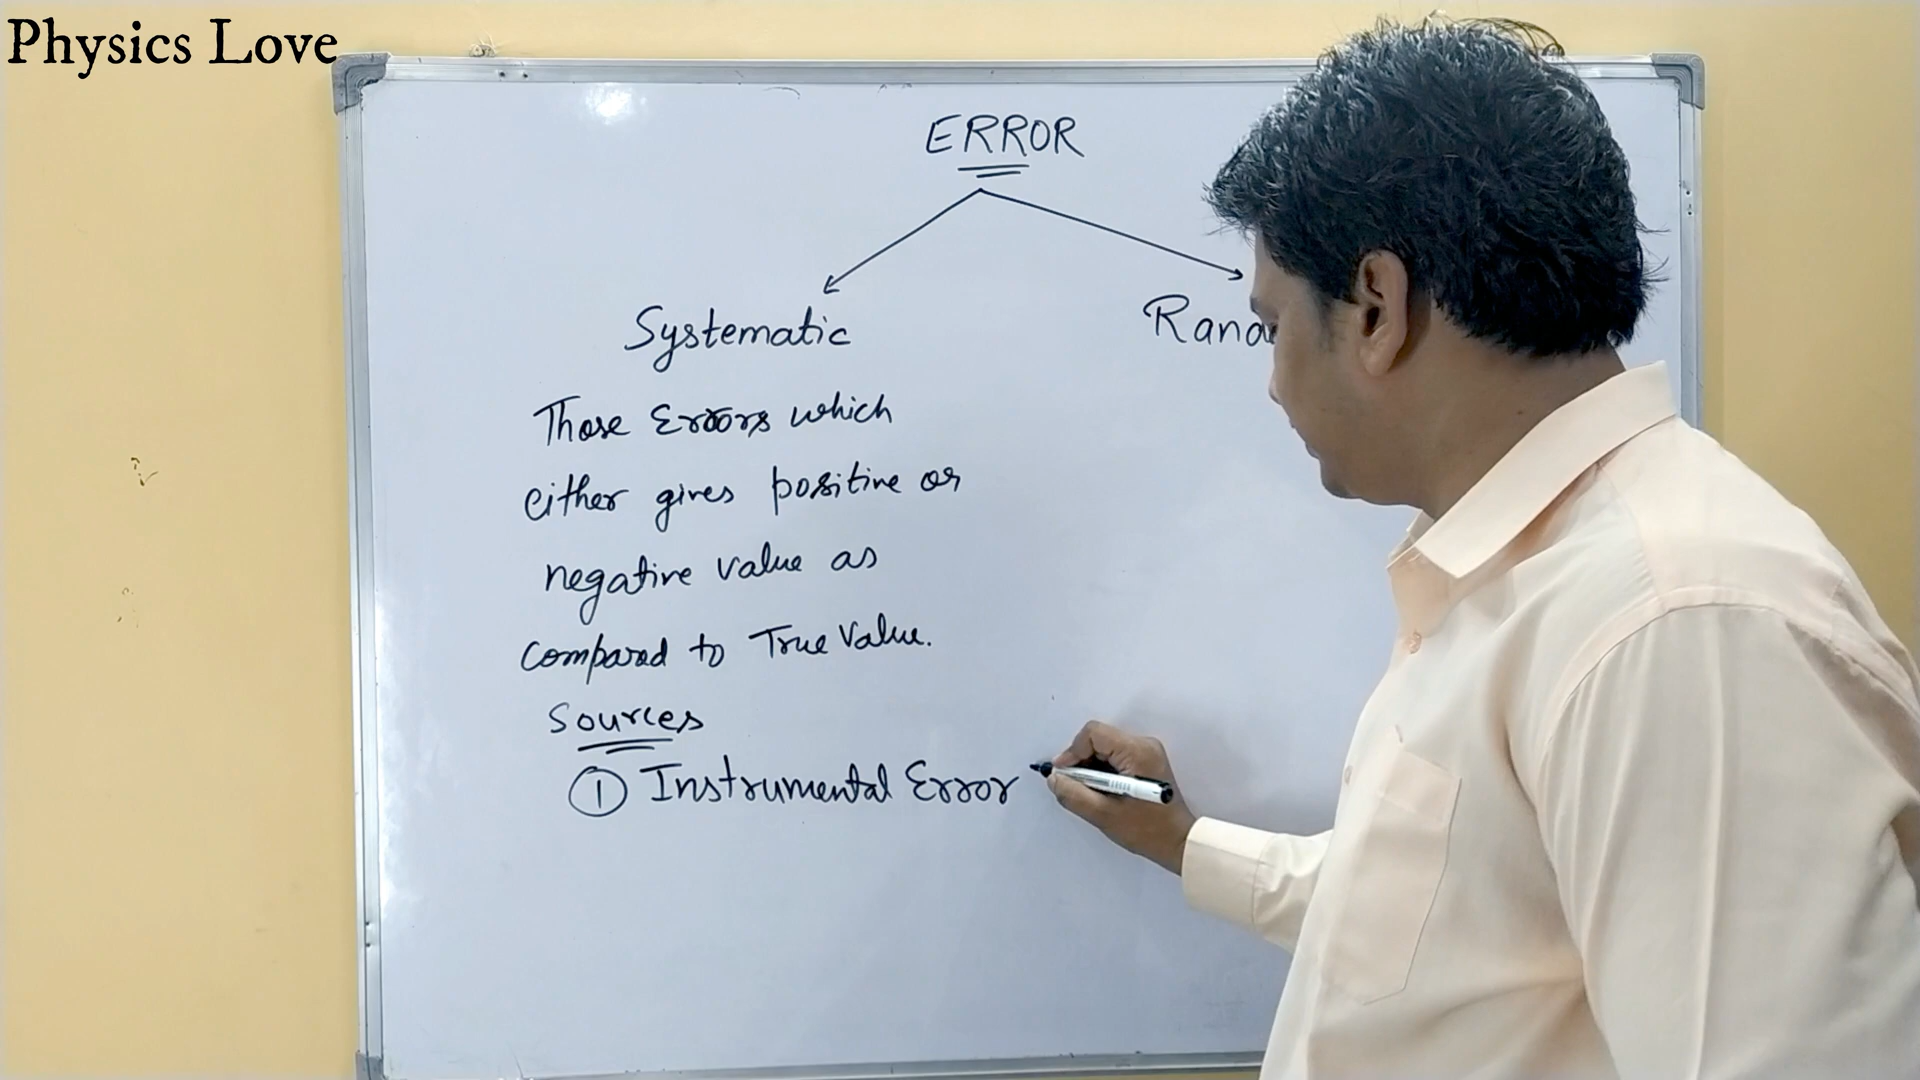 Physics Love
ERROR
Systematic
Those Errors which
either gives positive or
negative value as
compared to True Value.
Sources
① Instrumental Error